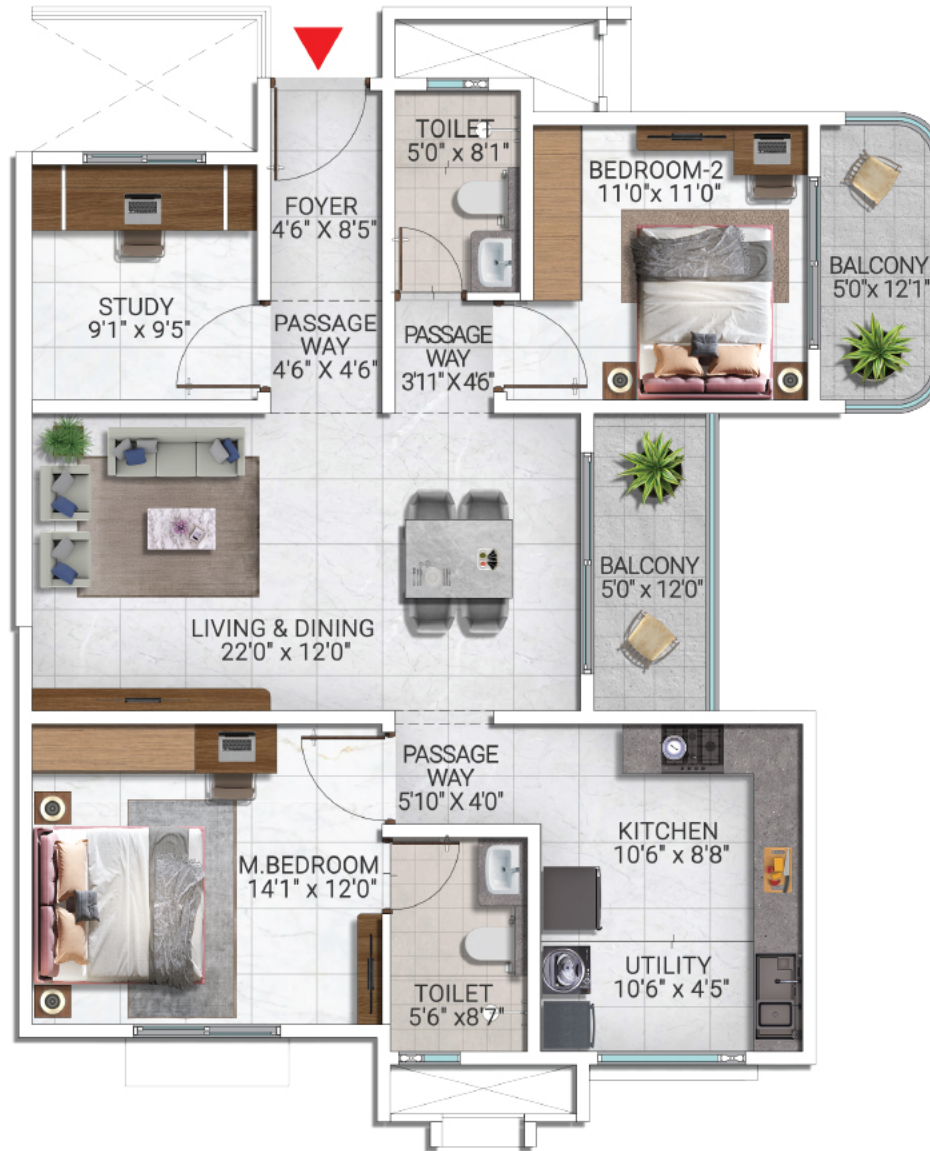 TOILET
5'0" x 8'1"
BEDROOM-2
11'0"x 11'0"
FOYER
4'6" X 8'5"
BALCONY
5'0"x 12'1"
STUDY
9'1" x 9'5"
PASSAGE
WAY
4'6" X 4'6"
PASSAGE
WAY
3'11" X 4'6"
BALCONY
5'0" x 12'0"
LIVING & DINING
22'0" x 12'0"
PASSAGE
WAY
5'10" X 4'0"
KITCHEN
10'6" x 8'8"
M.BEDROOM
14'1" x 12'0"
UTILITY
10'6" x 4'5"
TOILET
5'6" x8'7"